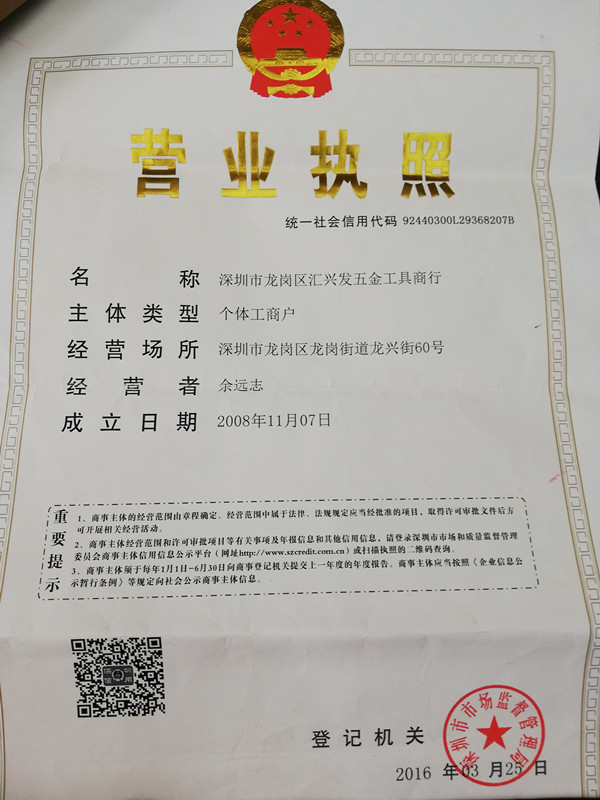 营业执照
统一社会信用代码 92440300L29368207B
名称 深圳市龙岗区汇兴发五金工具商行
主体类型 个体工商户
经营场所 深圳市龙岗区龙岗街道龙兴街60号
经营者 余远志
成立日期 2008年11月07日
重要提示
1、商事主体的经营范围由章程确定。经营范围中属于法律、法规规定应当经批准的项目，取得许可审批文件后方
可开展相关经营活动。
2、商事主体经营范围和许可审批项目等有关事项及年报信息和其他信用信息，请登录深圳市市场和质量监督管理
委员会商事主体信用信息公示平台（网址http://www.szcredit.com.cn）或扫描执照的二维码查询。
3、商事主体须于每年1月1日-6月30日向商事登记机关提交上一年度的年度报告。商事主体应当按照《企业信息公
示暂行条例》等规定向社会公示商事主体信息。
登记机关
深圳市市场监督管理局
2016 年03 月25 日